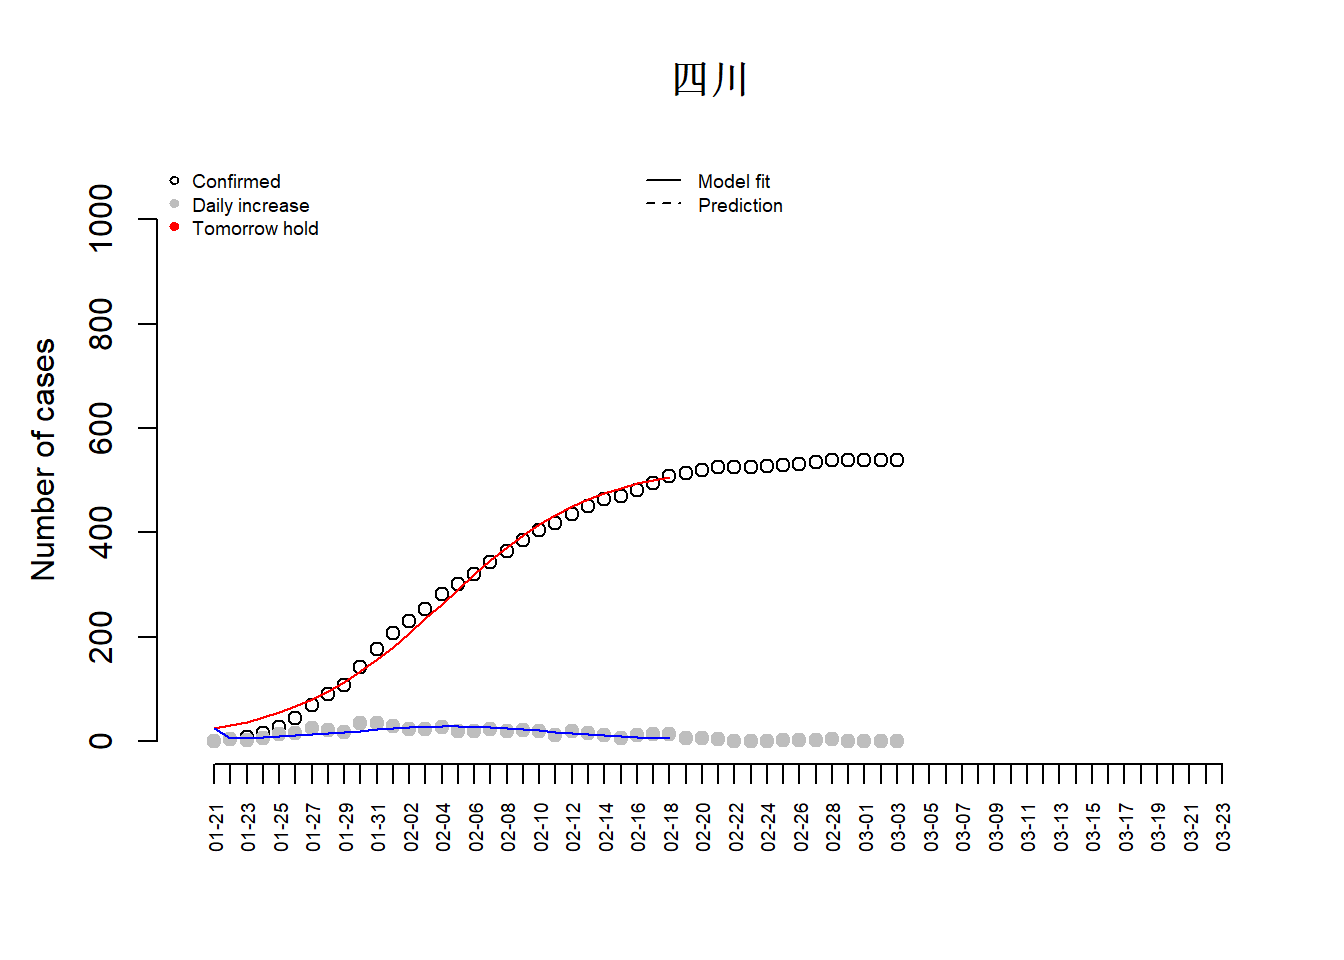 四川
Confirmed
Daily increase
Tomorrow hold
Model fit
Prediction
Number of cases
1000
800
600
400
200
0
01-21 01-23 01-25 01-27 01-29 01-31 02-02 02-04 02-06 02-08 02-10 02-12 02-14 02-16 02-18 02-20 02-22 02-24 02-26 02-28 03-01 03-03 03-05 03-07 03-09 03-11 03-13 03-15 03-17 03-19 03-21 03-23